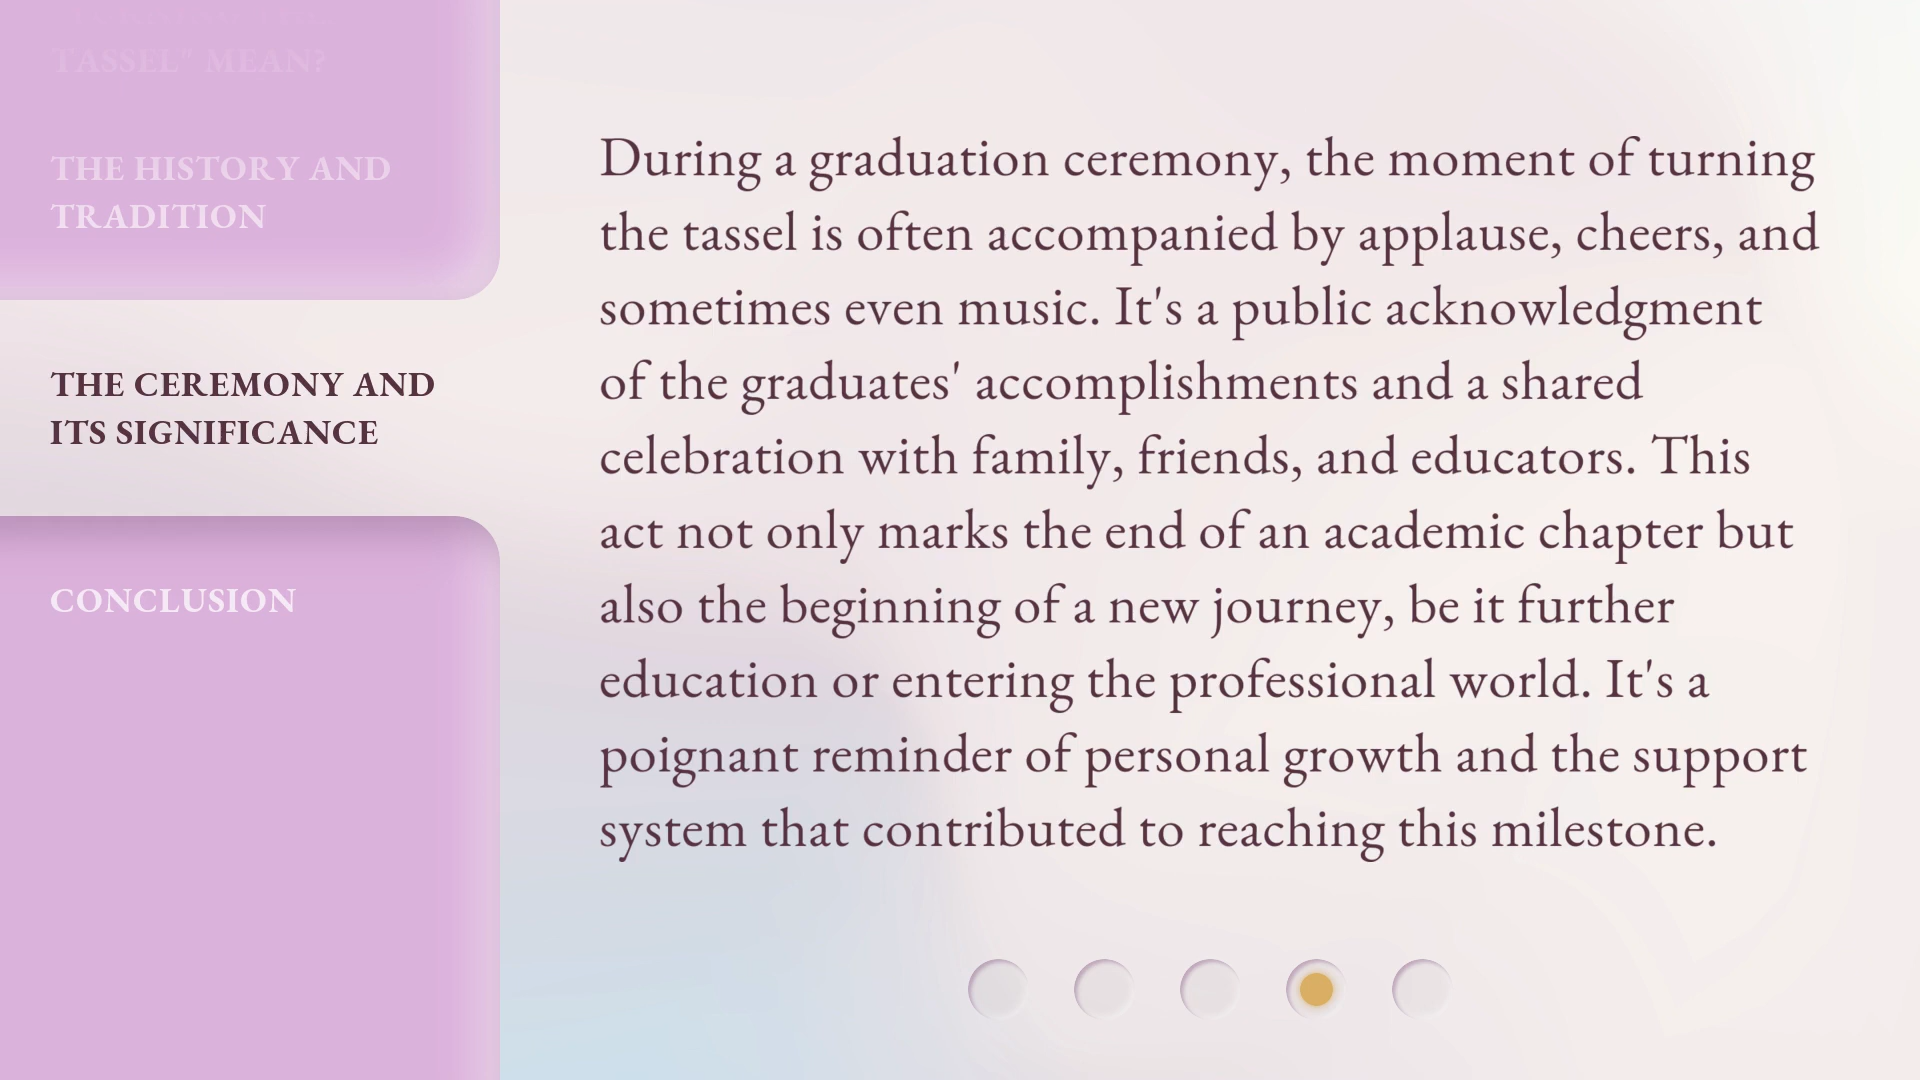 TASSEL" MEAN?
THE HISTORY AND
TRADITION
THE CEREMONY AND
ITS SIGNIFICANCE
CONCLUSION
During a graduation ceremony, the moment of turning
the tassel is often accompanied by applause, cheers, and
sometimes even music. It's a public acknowledgment
of the graduates' accomplishments and a shared
celebration with family, friends, and educators. This
act not only marks the end of an academic chapter but
also the beginning of a new journey, be it further
education or entering the professional world. It's a
poignant reminder of personal growth and the support
system that contributed to reaching this milestone.